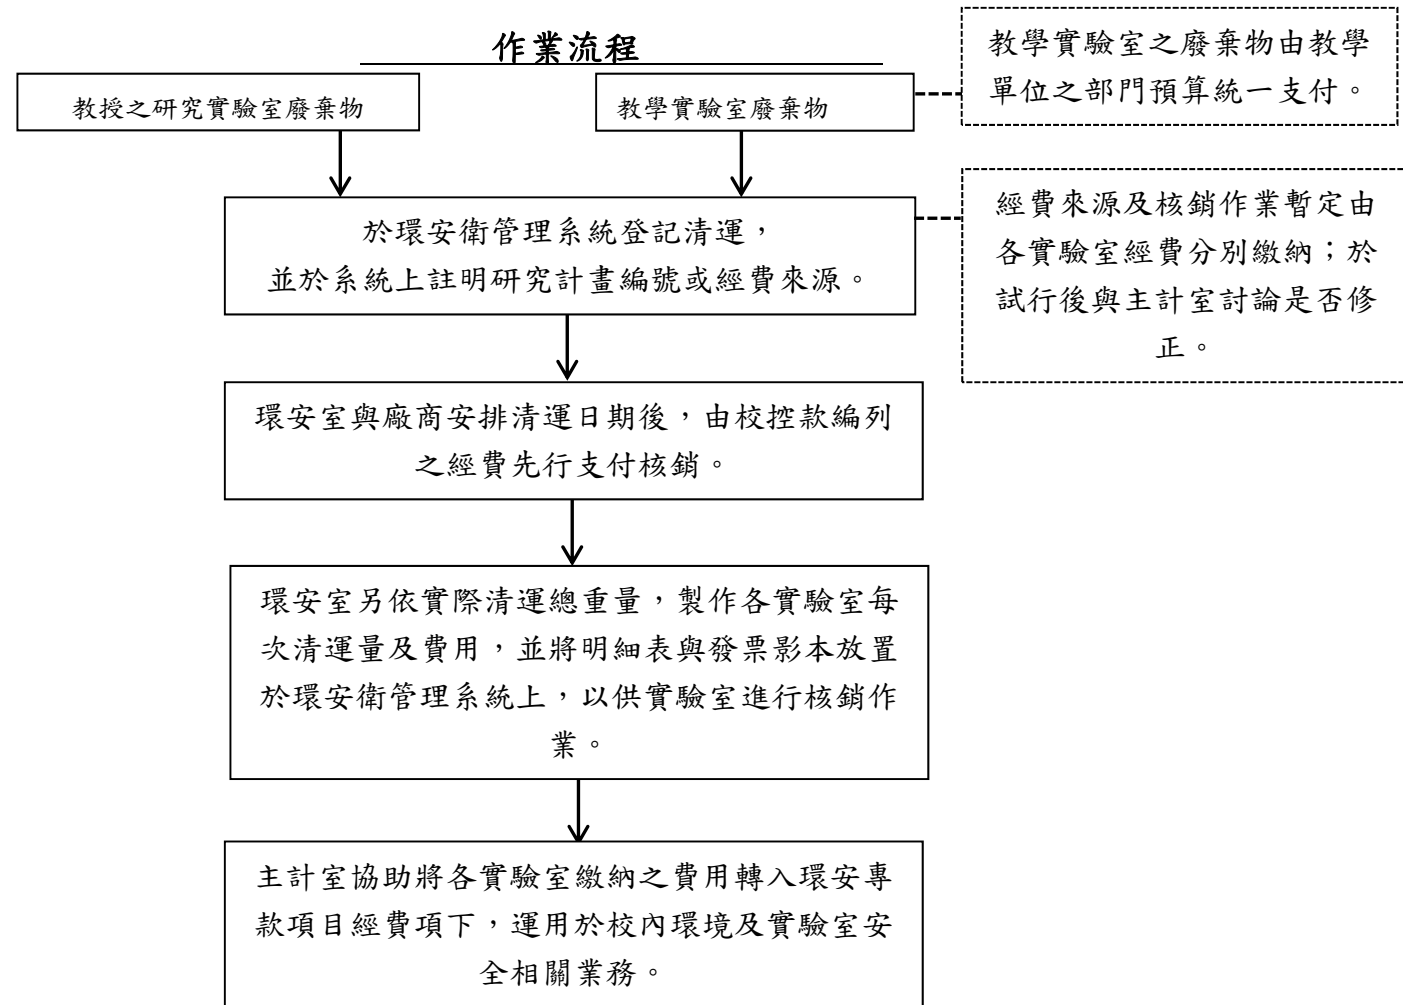 作業流程
教授之研究實驗室廢棄物
教學實驗室廢棄物
教學實驗室之廢棄物由教學
單位之部門預算統一支付。
於環安衛管理系統登記清運，
並於系統上註明研究計畫編號或經費來源。
經費來源及核銷作業暫定由
各實驗室經費分別繳納；於
試行後與主計室討論是否修
正。
環安室與廠商安排清運日期後，由校控款編列
之經費先行支付核銷。
環安室另依實際清運總重量，製作各實驗室每
次清運量及費用，並將明細表與發票影本放置
於環安衛管理系統上，以供實驗室進行核銷作
業。
主計室協助將各實驗室繳納之費用轉入環安專
款項目經費項下，運用於校內環境及實驗室安
全相關業務。